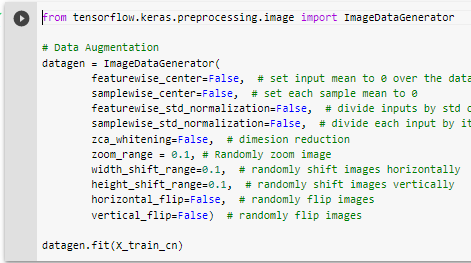 from tensorflow.keras.preprocessing.image import ImageDataGenerator
# Data Augmentation
datagen = ImageDataGenerator(
featurewise_center=False,  # set input mean to 0 over the data
samplewise_center=False,  # set each sample mean to 0
featurewise_std_normalization=False,  # divide inputs by std
samplewise_std_normalization=False,  # divide each input by
zca_whitening=False,  # dimesion reduction
zoom_range = 0.1, # Randomly zoom image
width_shift_range=0.1,  # randomly shift images horizontally
height_shift_range=0.1,  # randomly shift images vertically
horizontal_flip=False,  # randomly flip images
vertical_flip=False)  # randomly flip images
datagen.fit(X_train_cn)